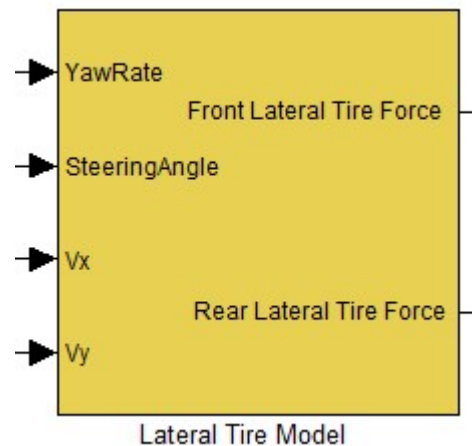 YawRate
Front Lateral Tire Force
SteeringAngle
Vx
Rear Lateral Tire Force
Vy
Lateral Tire Model